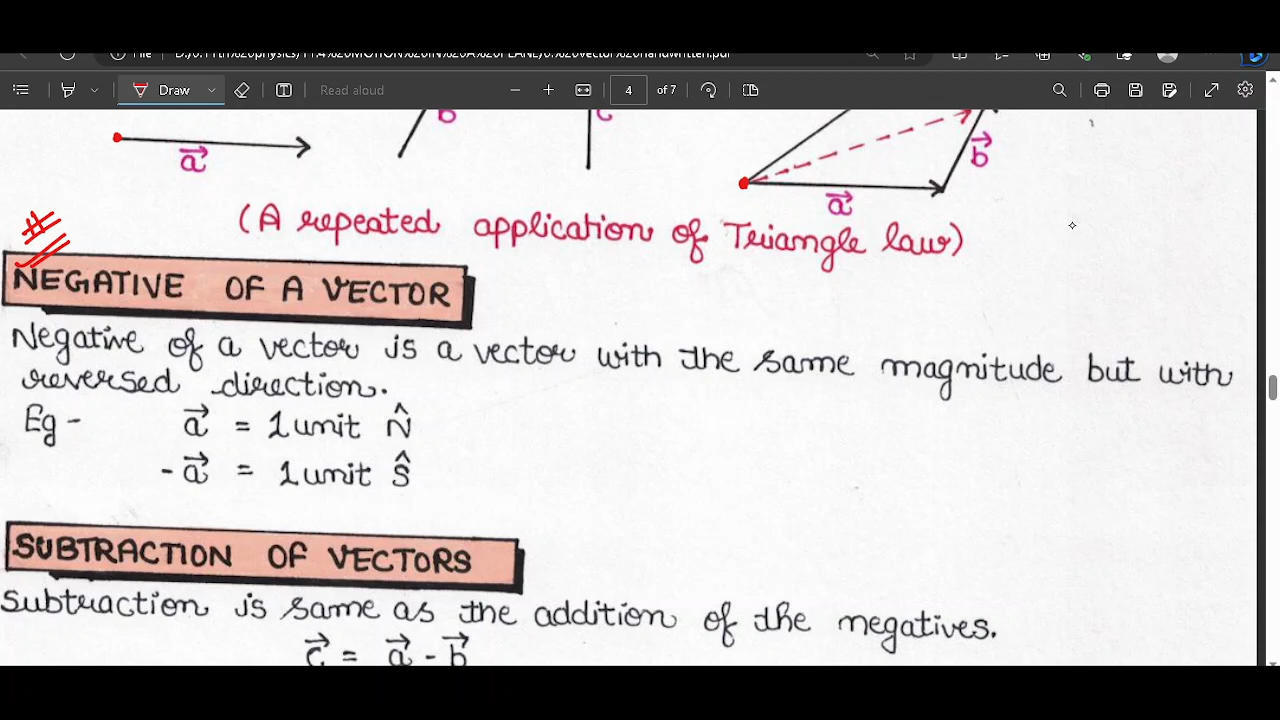 Draw
Read aloud
4
of 7
b
c
a
b
a
(A repeated application of Triangle law)
#
NEGATIVE OF A VECTOR
Negative of a vector is a vector with the same magnitude but with
reversed direction.
Eg - a⃗ = 1 unit N̂
- a⃗ = 1 unit Ŝ
SUBTRACTION OF VECTORS
Subtraction is same as the addition of the negatives.
c⃗ = a⃗ - b⃗